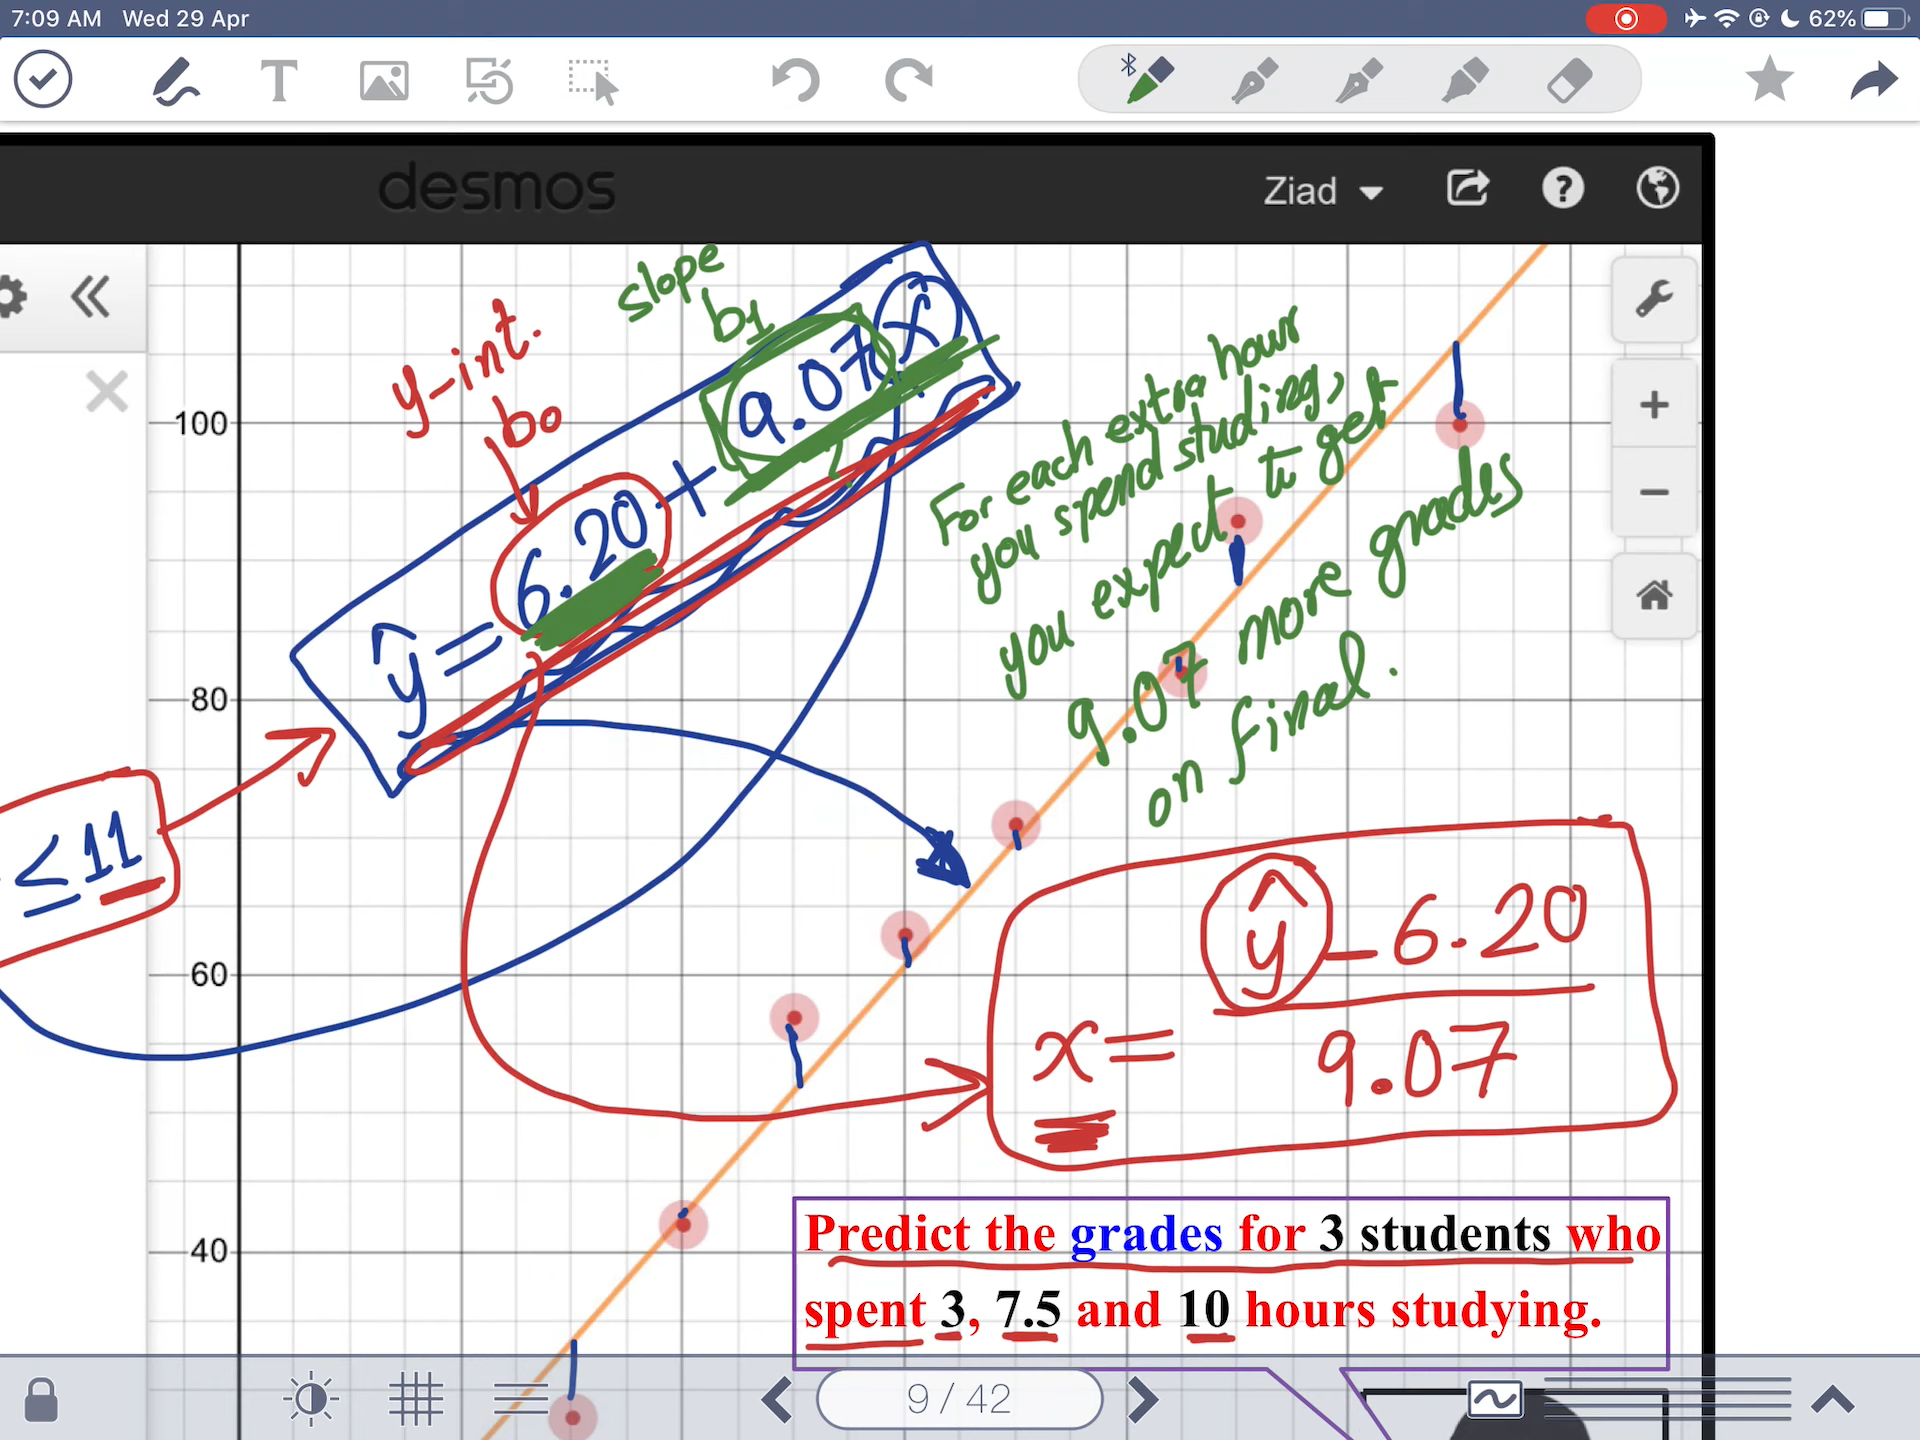 7:09 AM Wed 29 Apr
62%
desmos
Ziad
slope
b1
y-int.
b0
ŷ = 6.20 + 9.07x
For each extra hour
you spend studing,
you expect to get
9.07 more grades
on final.
100
80
60
40
≤ 11
x = ŷ - 6.20
9.07
Predict the grades for 3 students who
spent 3, 7.5 and 10 hours studying.
9 / 42